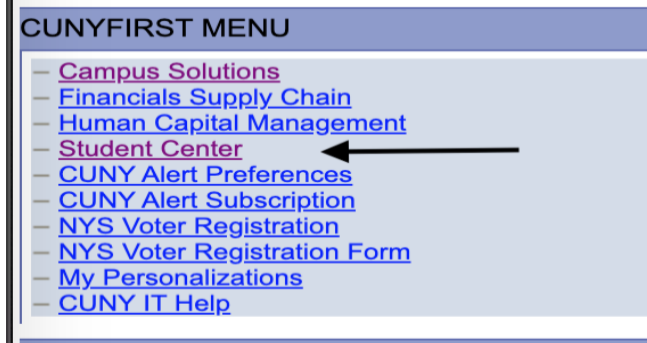 CUNYFIRST MENU
Campus Solutions
Financials Supply Chain
Human Capital Management
Student Center
CUNY Alert Preferences
CUNY Alert Subscription
NYS Voter Registration
NYS Voter Registration Form
My Personalizations
CUNY IT Help